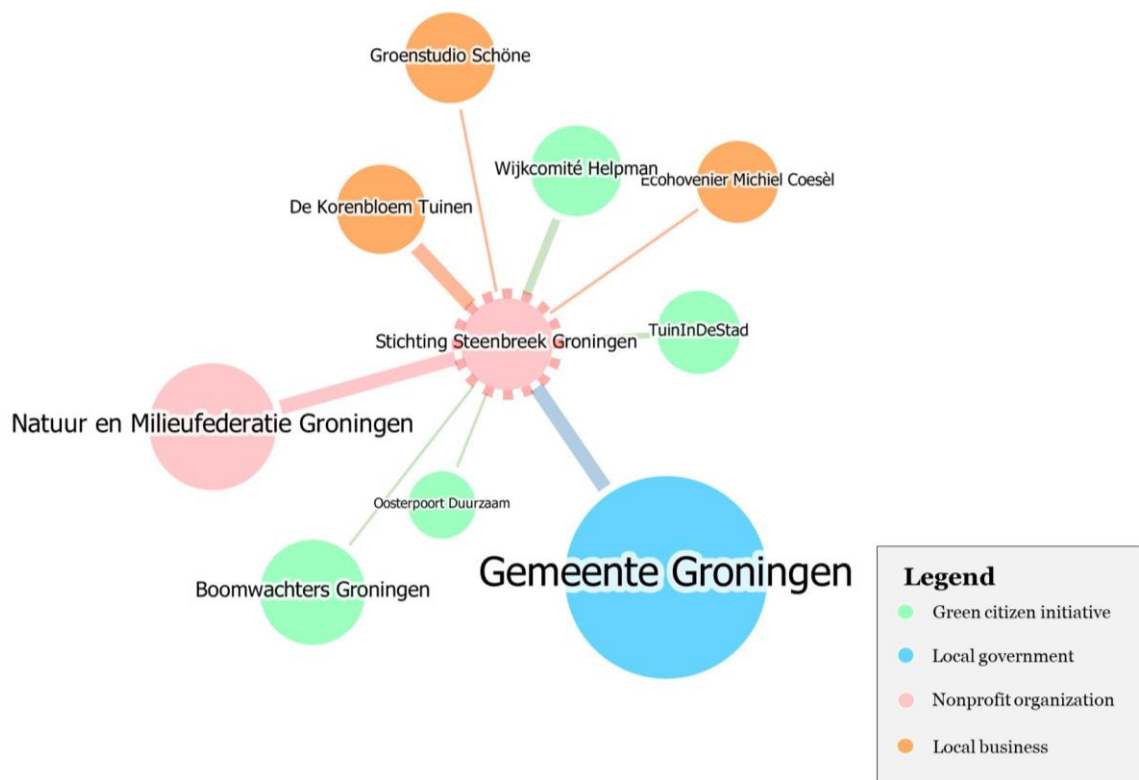 Groenstudio Schöne
Wijkcomité Helpman
Ecohovenier Michiel Coesèl
De Korenbloem Tuinen
TuinInDeStad
Stichting Steenbreek Groningen
Natuur en Milieufederatie Groningen
Oosterpoort Duurzaam
Gemeente Groningen
Boomwachters Groningen
Legend
Green citizen initiative
Local government
Nonprofit organization
Local business